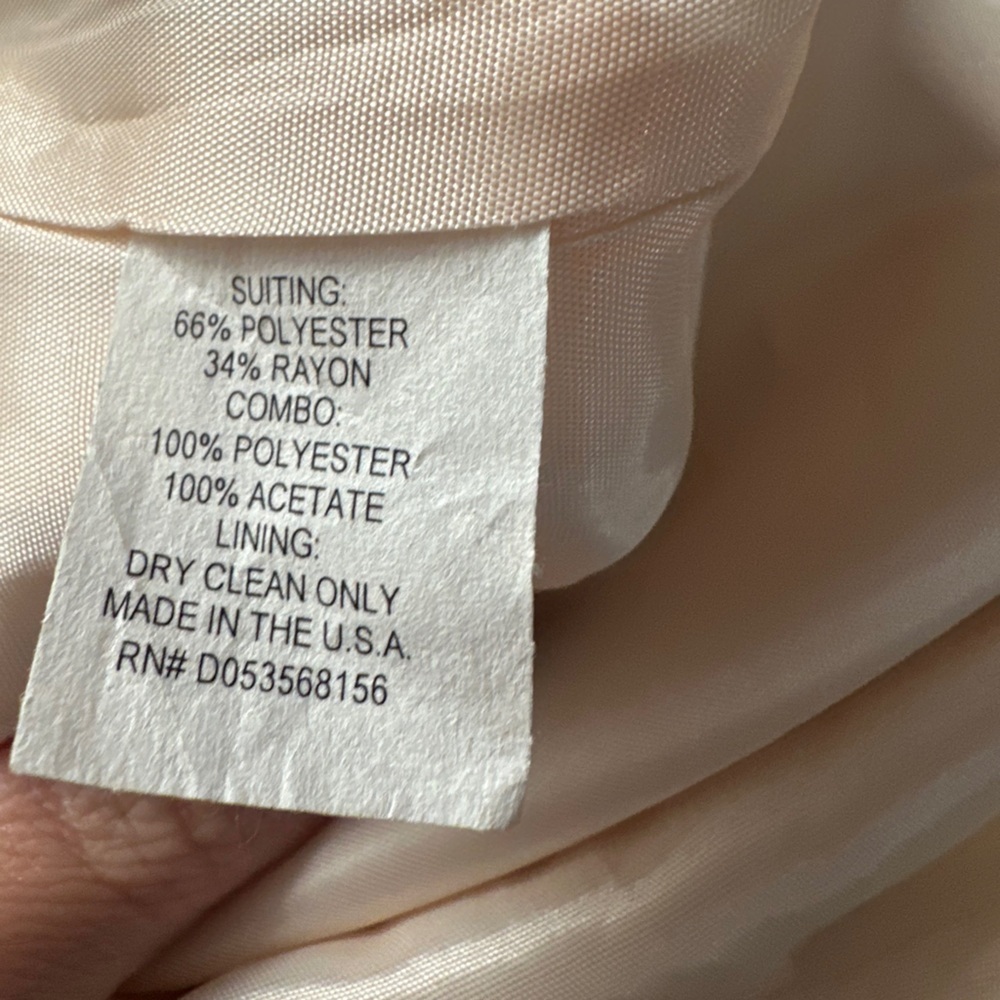 SUITING:
66% POLYESTER
34% RAYON
COMBO:
100% POLYESTER
100% ACETATE
LINING:
DRY CLEAN ONLY
MADE IN THE U.S.A.
RN# D053568156